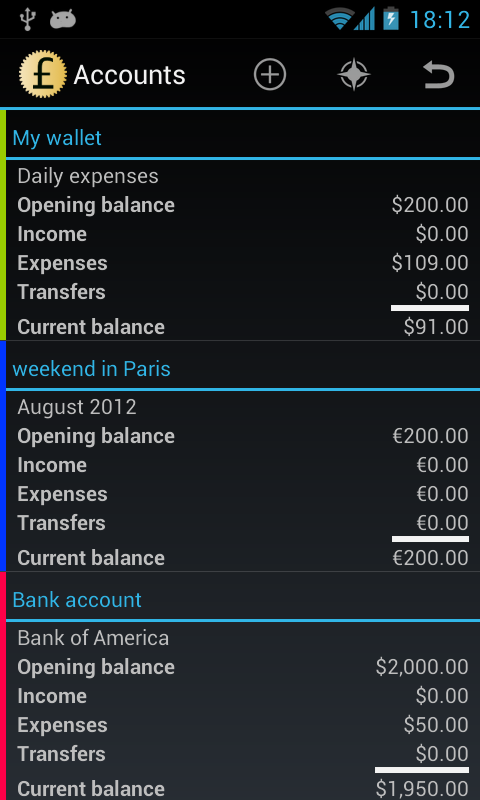 18:12
£ Accounts
My wallet
Daily expenses
Opening balance $200.00
Income $0.00
Expenses $109.00
Transfers $0.00
Current balance $91.00
weekend in Paris
August 2012
Opening balance €200.00
Income €0.00
Expenses €0.00
Transfers €0.00
Current balance €200.00
Bank account
Bank of America
Opening balance $2,000.00
Income $0.00
Expenses $50.00
Transfers $0.00
Current balance $1,950.00